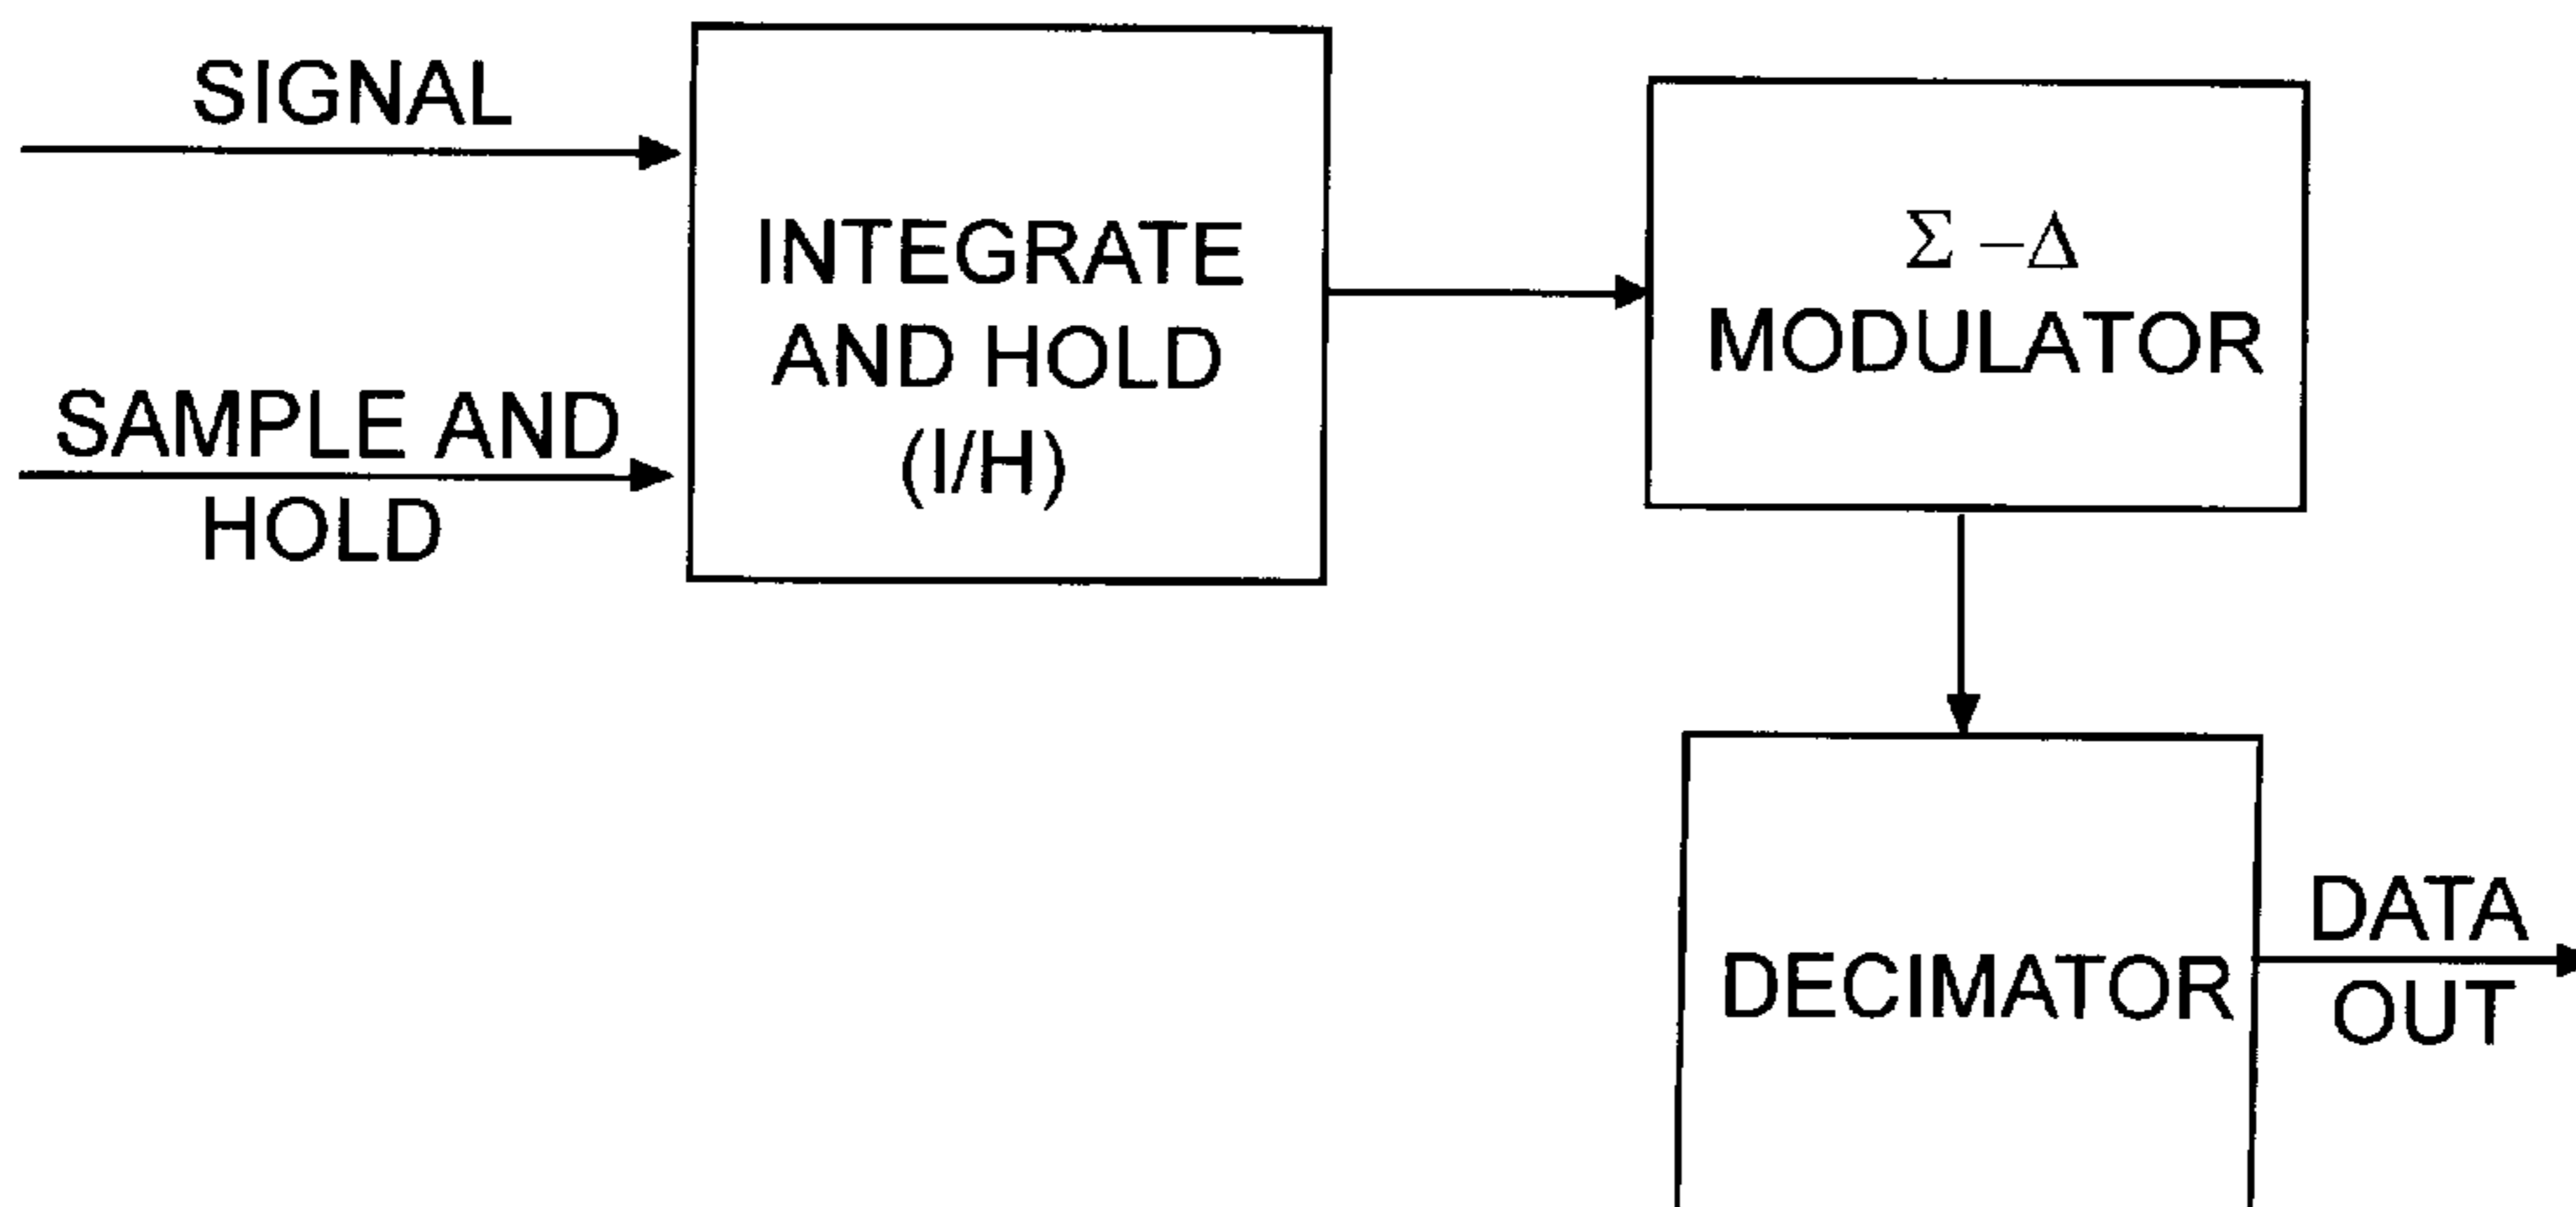 SIGNAL
SAMPLE AND
HOLD
INTEGRATE
AND HOLD
(I/H)
Σ –Δ
MODULATOR
DECIMATOR
DATA
OUT